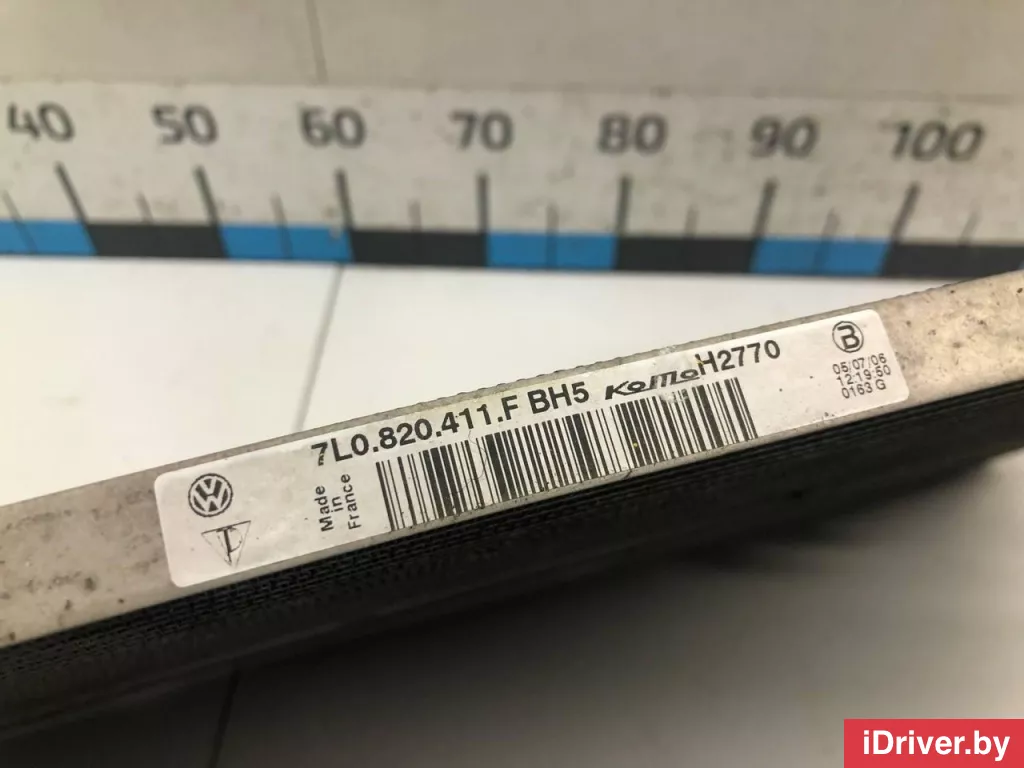 40 50 60 70 80 90 100
7L0.820.411.F BH5 KoMo H2770
B
05/07/06
12:19:50
0163 G
Made
in
France
VW
iDriver.by